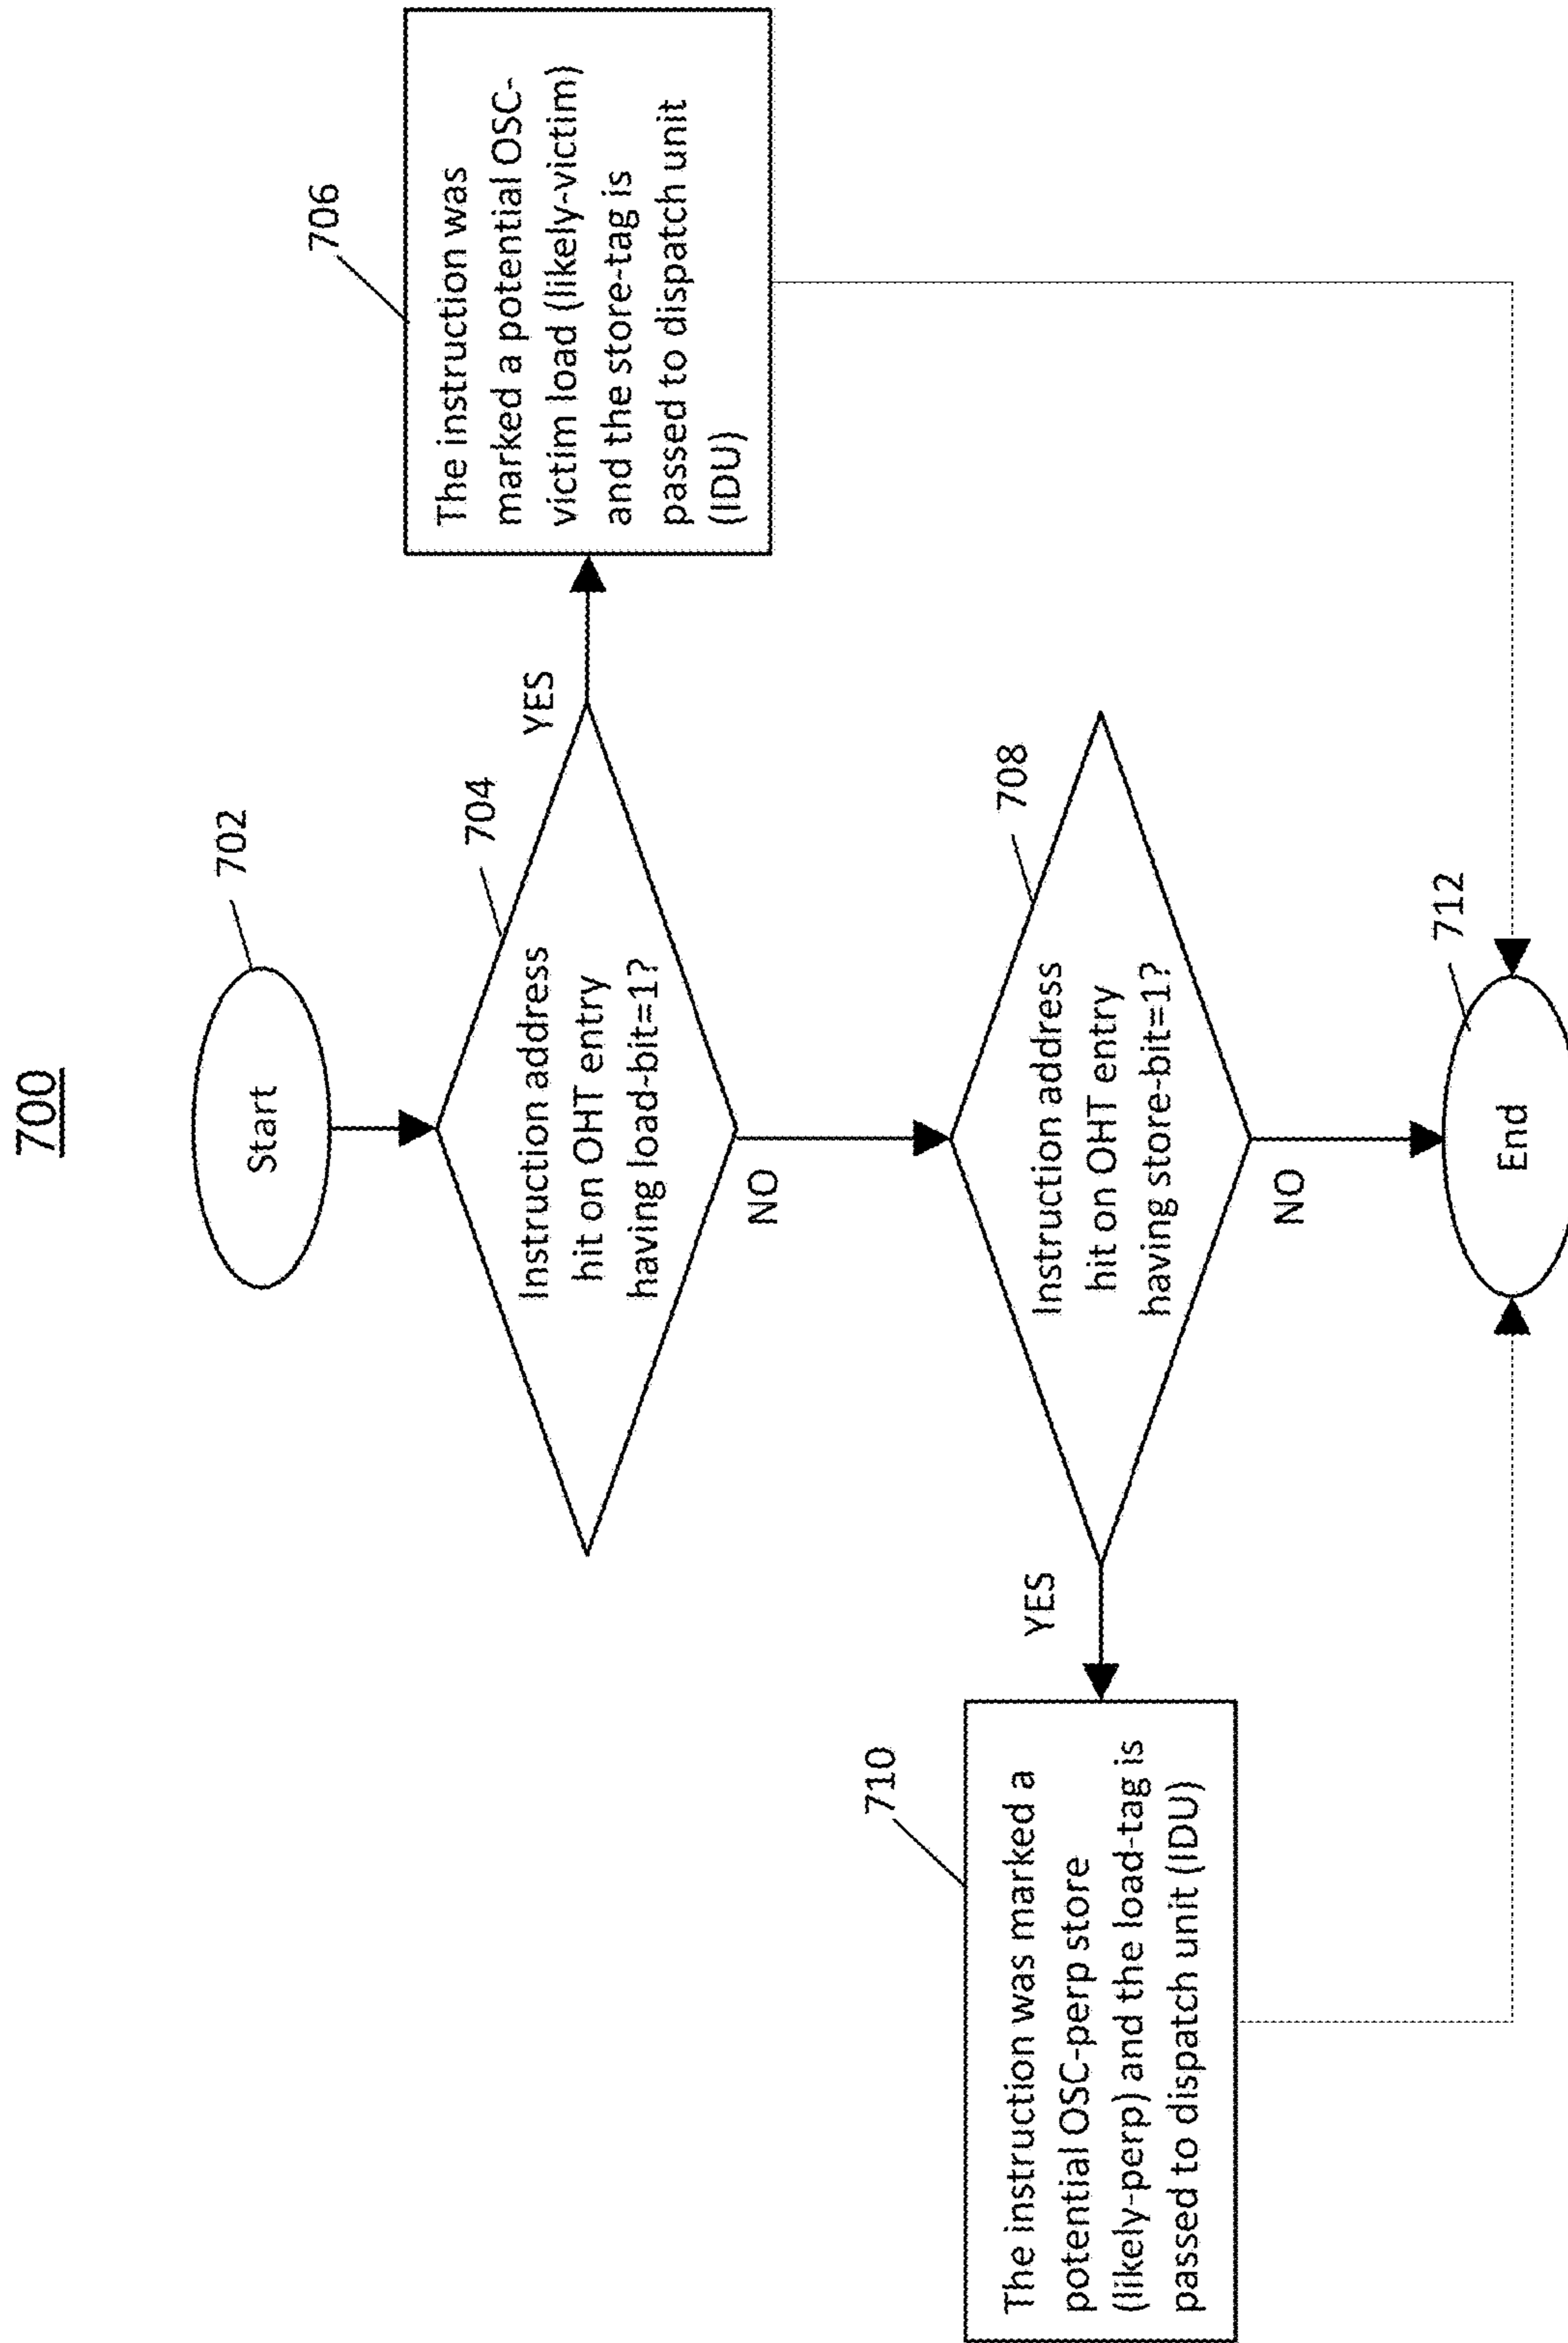 700
702
Start
704
Instruction address
hit on OHT entry
having load-bit=1?
YES
706
The instruction was
marked a potential OSC-
victim load (likely-victim)
and the store-tag is
passed to dispatch unit
(IDU)
NO
708
Instruction address
hit on OHT entry
having store-bit=1?
YES
710
The instruction was marked a
potential OSC-perp store
(likely-perp) and the load-tag is
passed to dispatch unit (IDU)
NO
712
End